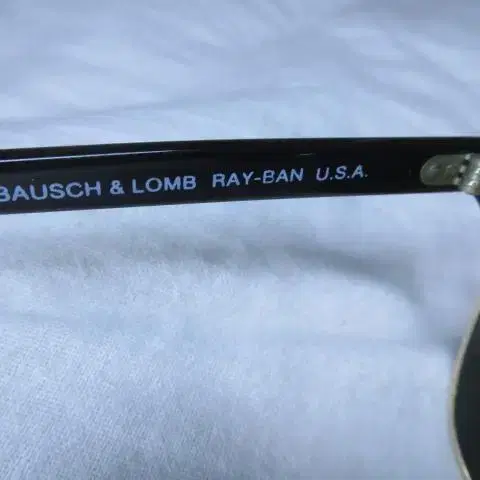 BAUSCH & LOMB RAY-BAN U.S.A.